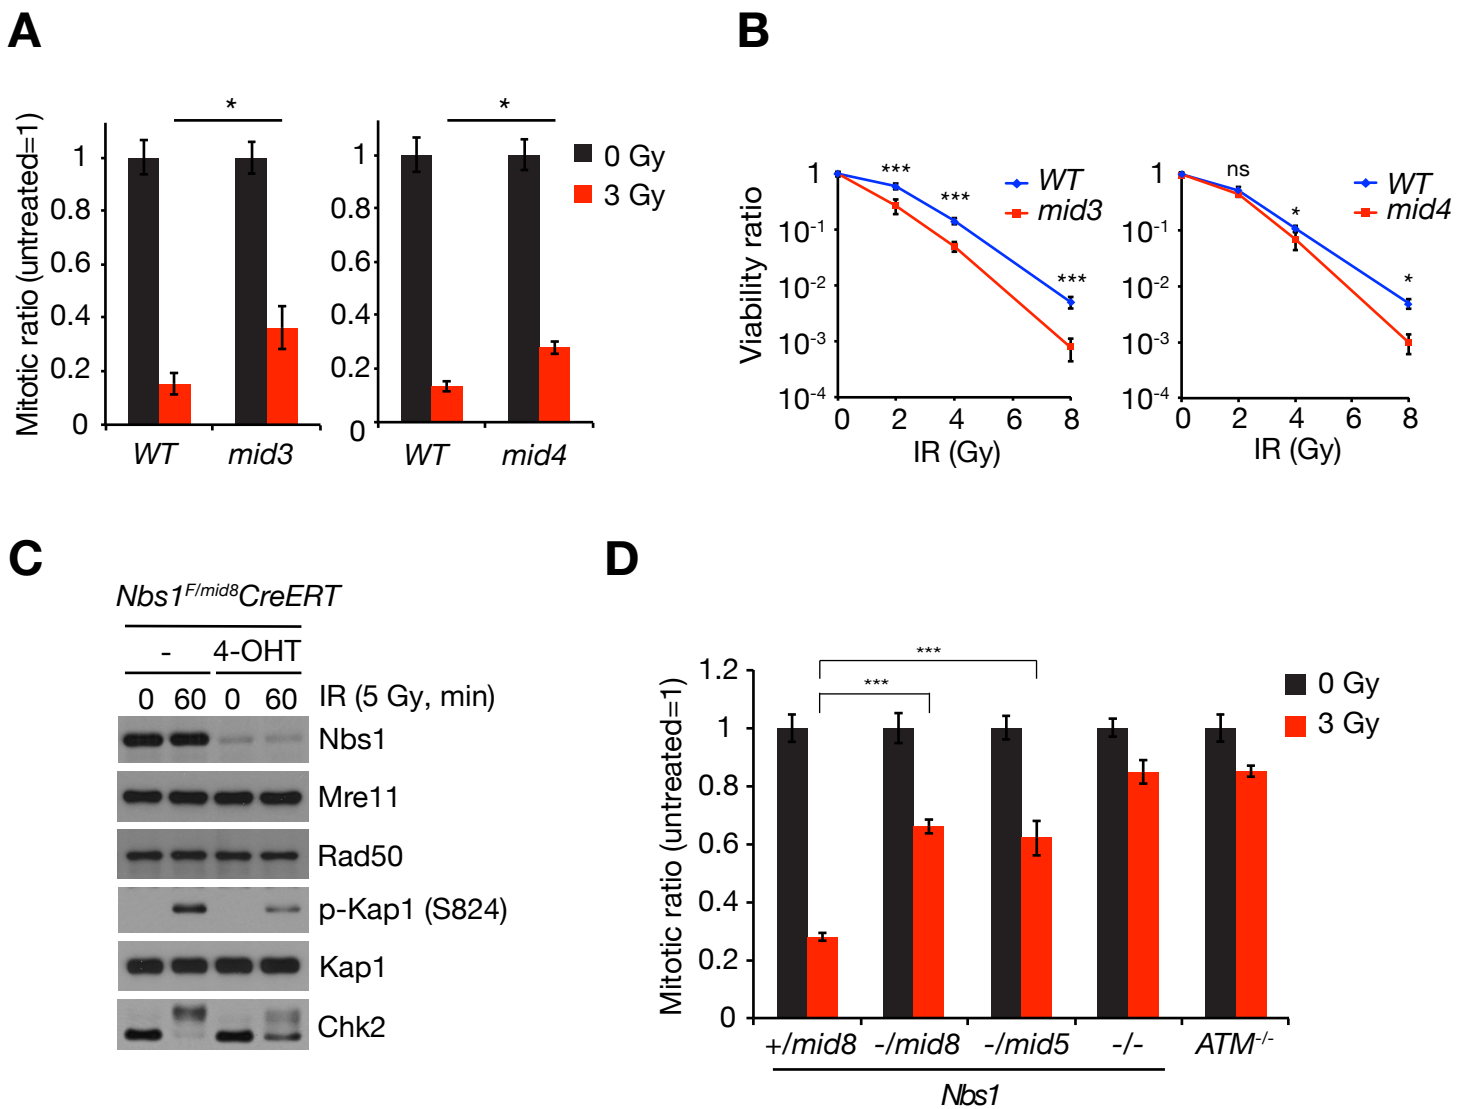 A
Mitotic ratio (untreated=1)
1
0.8
0.6
0.4
0.2
0
*
WT mid3
1
0.8
0.6
0.4
0.2
0
*
WT mid4
0 Gy
3 Gy
B
Viability ratio
1
10-1
10-2
10-3
10-4
*** *** ***
WT
mid3
0 2 4 6 8
IR (Gy)
1
10-1
10-2
10-3
10-4
ns * *
WT
mid4
0 2 4 6 8
IR (Gy)
C
Nbs1F/mid8CreERT
- 4-OHT
0 60 0 60 IR (5 Gy, min)
Nbs1
Mre11
Rad50
p-Kap1 (S824)
Kap1
Chk2
D
Mitotic ratio (untreated=1)
1.2
1
0.8
0.6
0.4
0.2
0
***
***
0 Gy
3 Gy
+/mid8 -/mid8 -/mid5 -/- ATM-/-
Nbs1